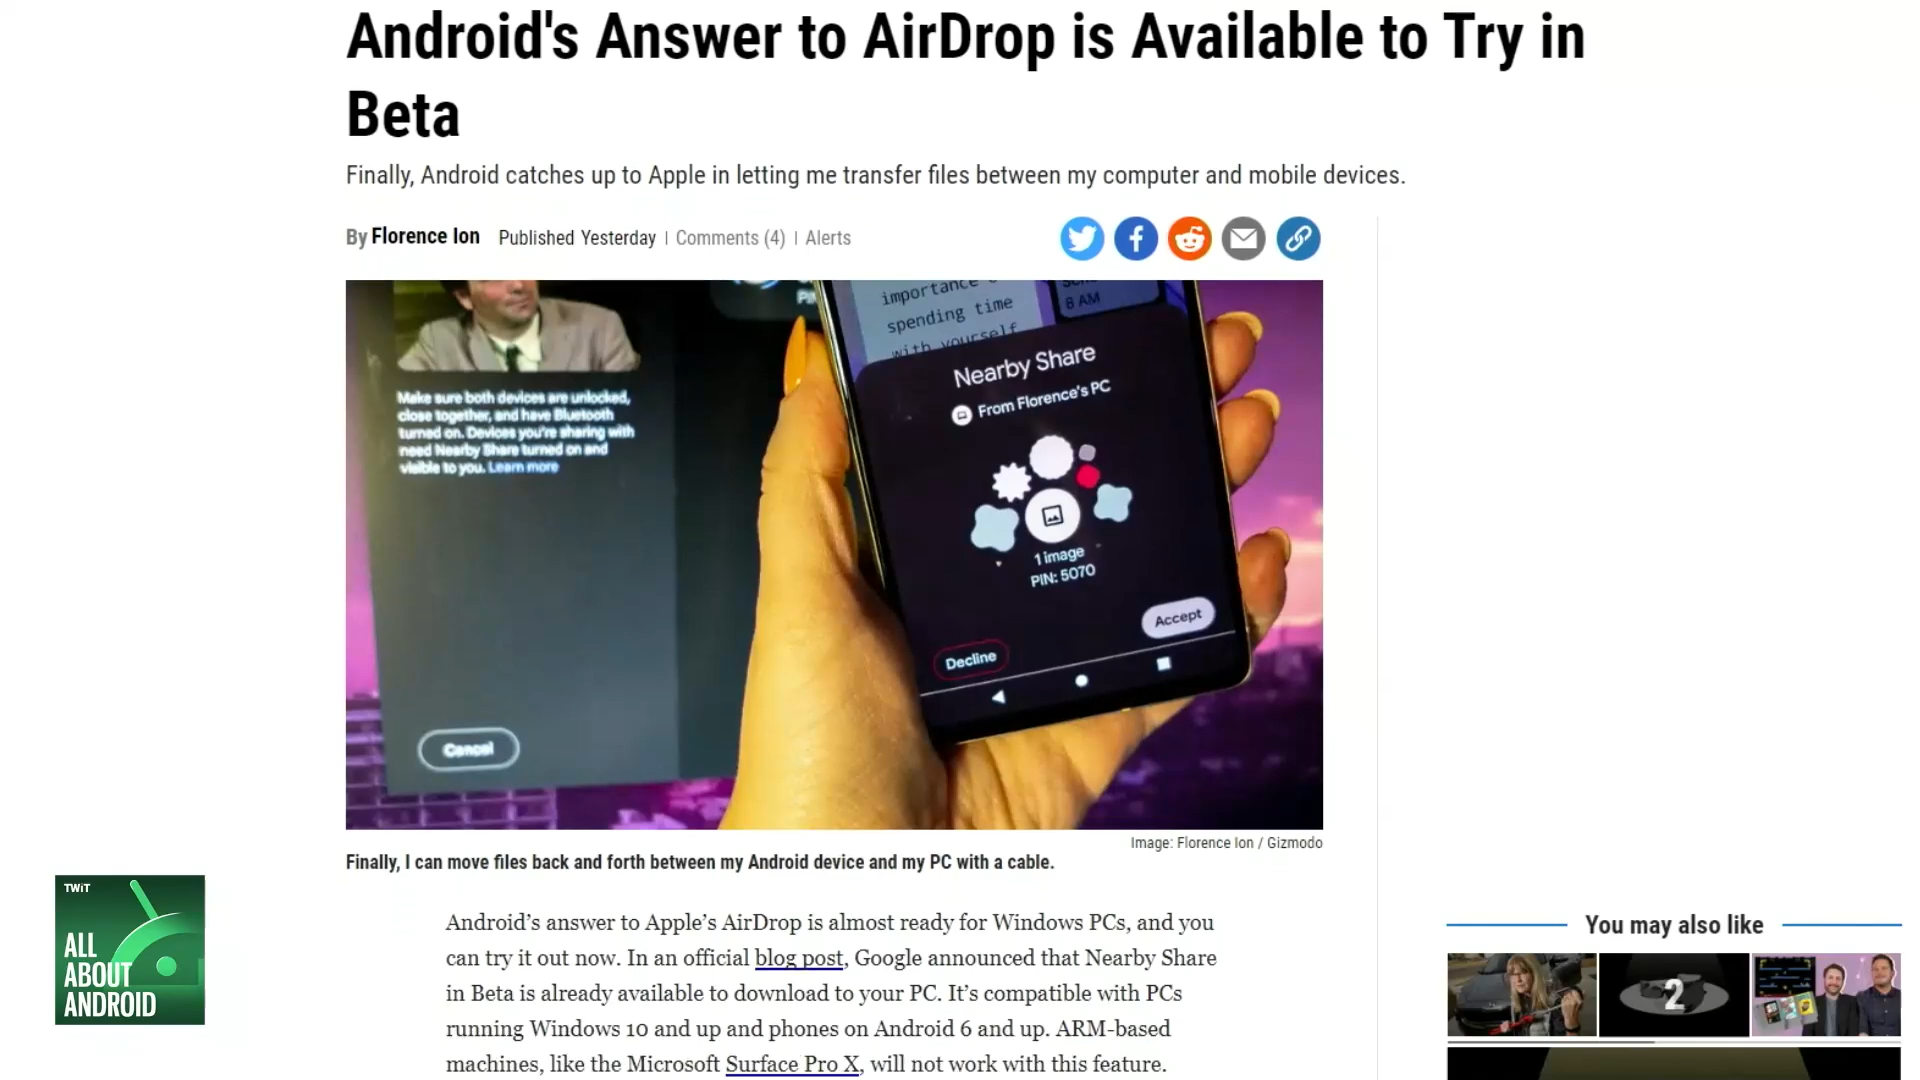 Android's Answer to AirDrop is Available to Try in
Beta
Finally, Android catches up to Apple in letting me transfer files between my computer and mobile devices.
By Florence Ion Published Yesterday | Comments (4) | Alerts
PIN
Make sure both devices are unlocked,
close together, and have Bluetooth
turned on. Devices you're sharing with
need Nearby Share turned on and
visible to you. Learn more
Cancel
importance
spending time
with yourself
8 AM
Nearby Share
From Florence's PC
1 image
PIN: 5070
Accept
Decline
Image: Florence Ion / Gizmodo
Finally, I can move files back and forth between my Android device and my PC with a cable.
Android’s answer to Apple’s AirDrop is almost ready for Windows PCs, and you
can try it out now. In an official blog post, Google announced that Nearby Share
in Beta is already available to download to your PC. It’s compatible with PCs
running Windows 10 and up and phones on Android 6 and up. ARM-based
machines, like the Microsoft Surface Pro X, will not work with this feature.
You may also like
2
TWiT
ALL
ABOUT
ANDROID